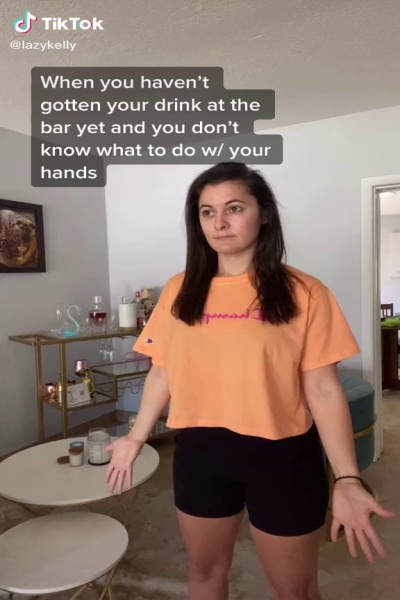 TikTok
@lazykelly
When you haven't
gotten your drink at the
bar yet and you don't
know what to do w/ your
hands
Champion